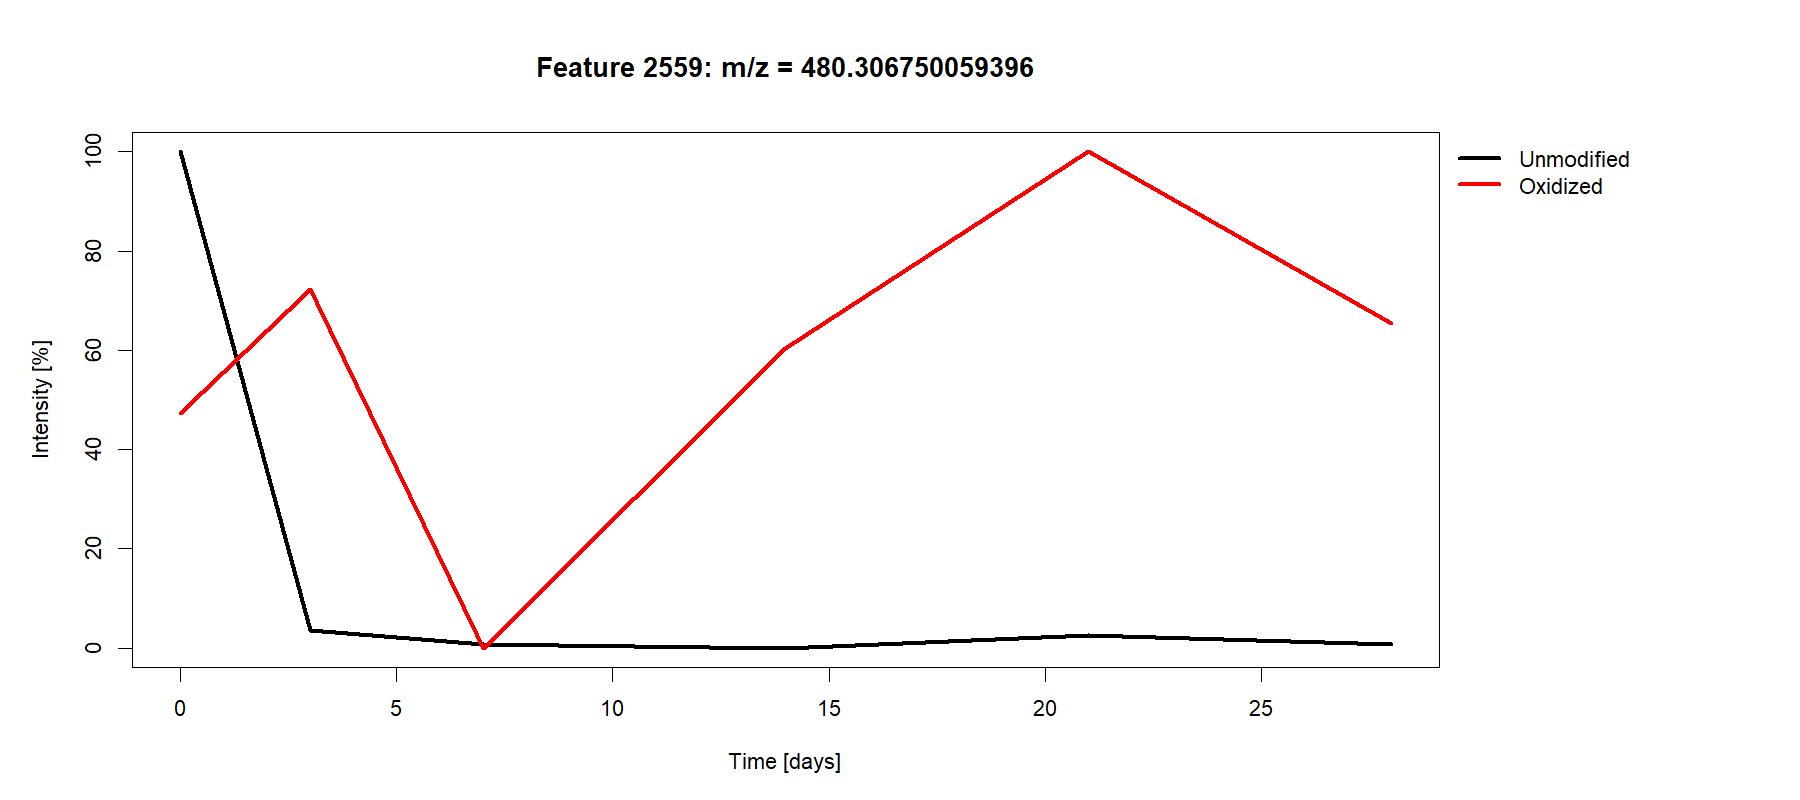 Feature 2559: m/z = 480.306750059396
Unmodified
Oxidized
Intensity [%]
100
80
60
40
20
0
0 5 10 15 20 25
Time [days]